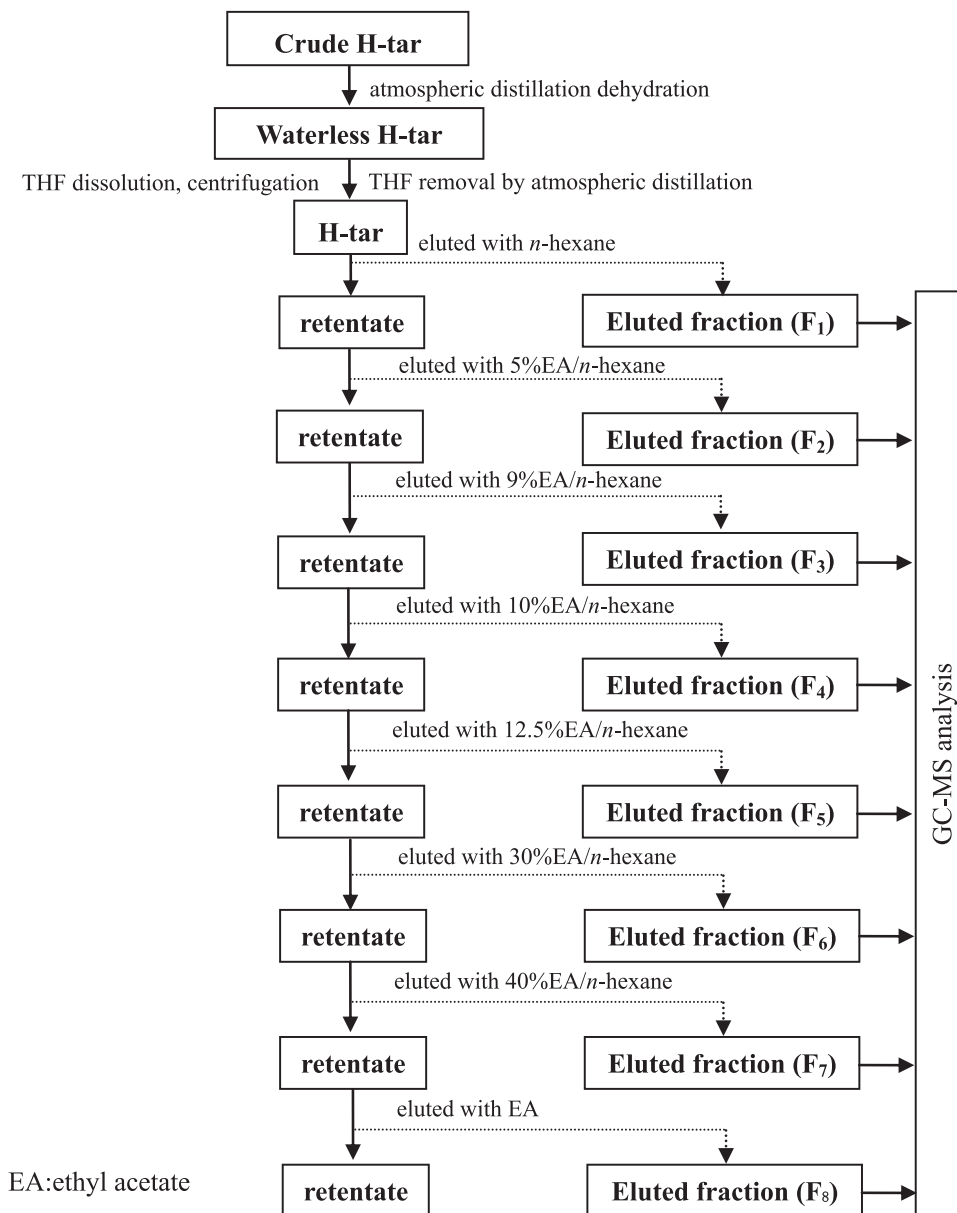 Crude H-tar
atmospheric distillation dehydration
Waterless H-tar
THF dissolution, centrifugation
THF removal by atmospheric distillation
H-tar
eluted with n-hexane
retentate
Eluted fraction (F₁)
eluted with 5%EA/n-hexane
retentate
Eluted fraction (F₂)
eluted with 9%EA/n-hexane
retentate
Eluted fraction (F₃)
eluted with 10%EA/n-hexane
retentate
Eluted fraction (F₄)
eluted with 12.5%EA/n-hexane
retentate
Eluted fraction (F₅)
eluted with 30%EA/n-hexane
retentate
Eluted fraction (F₆)
eluted with 40%EA/n-hexane
retentate
Eluted fraction (F₇)
eluted with EA
retentate
Eluted fraction (F₈)
GC-MS analysis
EA:ethyl acetate